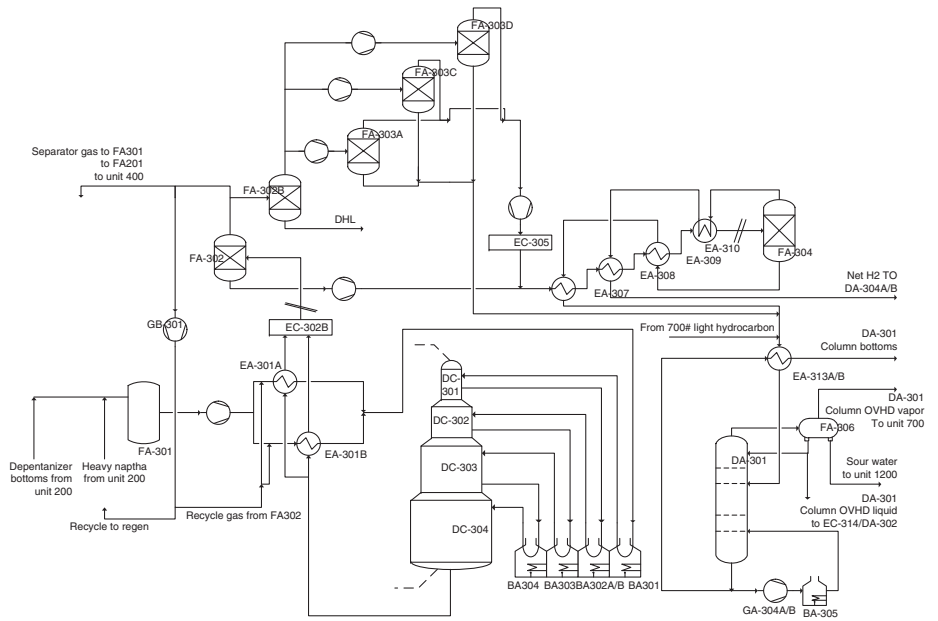 FA-303D
FA-303C
FA-303A
Separator gas to FA301
to FA201
to unit 400
FA-302B
DHL
FA-302
EC-305
EA-310
FA-304
EA-309
EA-308
EA-307
Net H2 TO
DA-304A/B
GB-301
EC-302B
From 700# light hydrocarbon
DA-301
Column bottoms
EA-301A
EA-313A/B
DC-
301
DA-301
Column OVHD vapor
To unit 700
DC-302
FA-306
FA-301
EA-301B
DC-303
DA-301
Depentanizer
bottoms from
unit 200
Heavy naptha
from unit 200
Sour water
to unit 1200
DA-301
Column OVHD liquid
to EC-314/DA-302
Recycle gas from FA302
Recycle to regen
DC-304
BA304
BA303
BA302A/B
BA301
GA-304A/B
BA-305